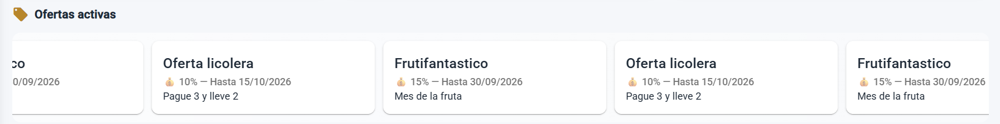 Ofertas activas
co
0/09/2026
Oferta licolera
10% — Hasta 15/10/2026
Pague 3 y lleve 2
Frutifantastico
15% — Hasta 30/09/2026
Mes de la fruta
Oferta licolera
10% — Hasta 15/10/2026
Pague 3 y lleve 2
Frutifantastico
15% — Hasta 30/09/2026
Mes de la fruta